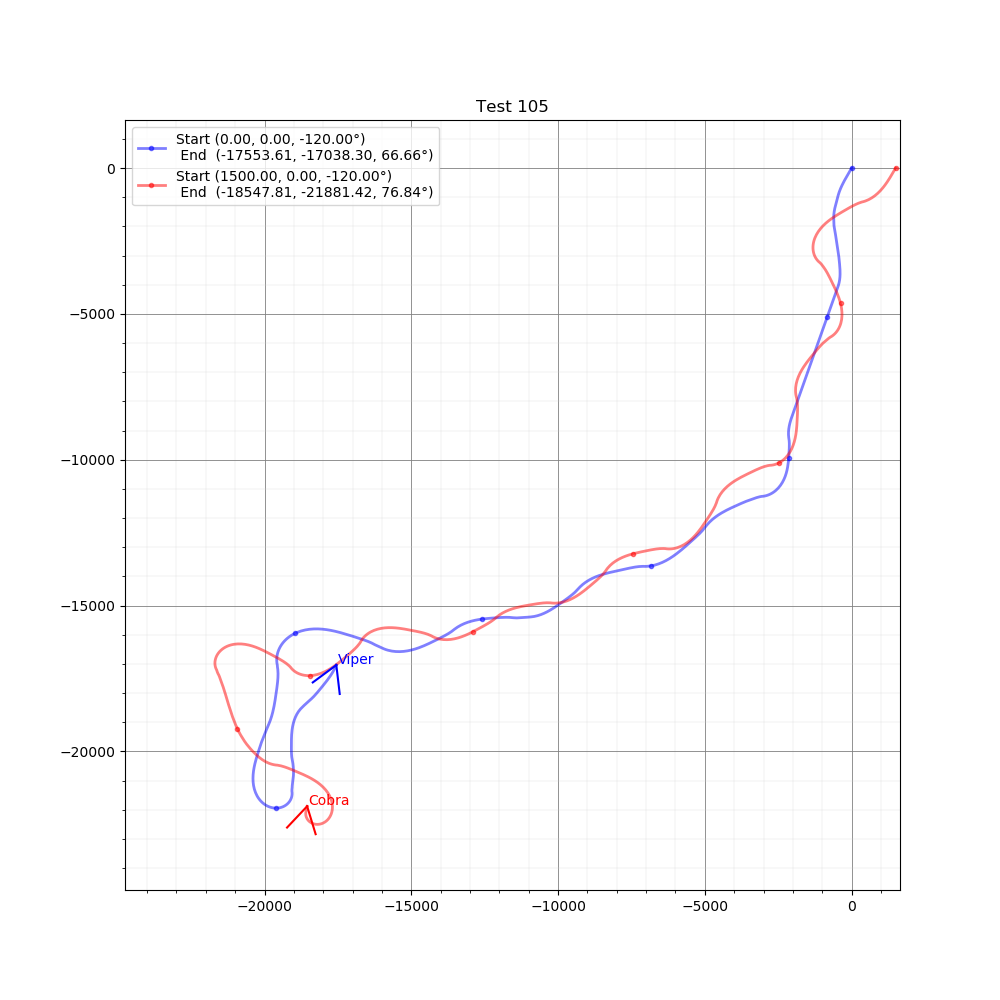 Test 105
Start (0.00, 0.00, -120.00°)
End (-17553.61, -17038.30, 66.66°)
Start (1500.00, 0.00, -120.00°)
End (-18547.81, -21881.42, 76.84°)
0
−5000
−10000
−15000
−20000
Viper
Cobra
−20000 −15000 −10000 −5000 0